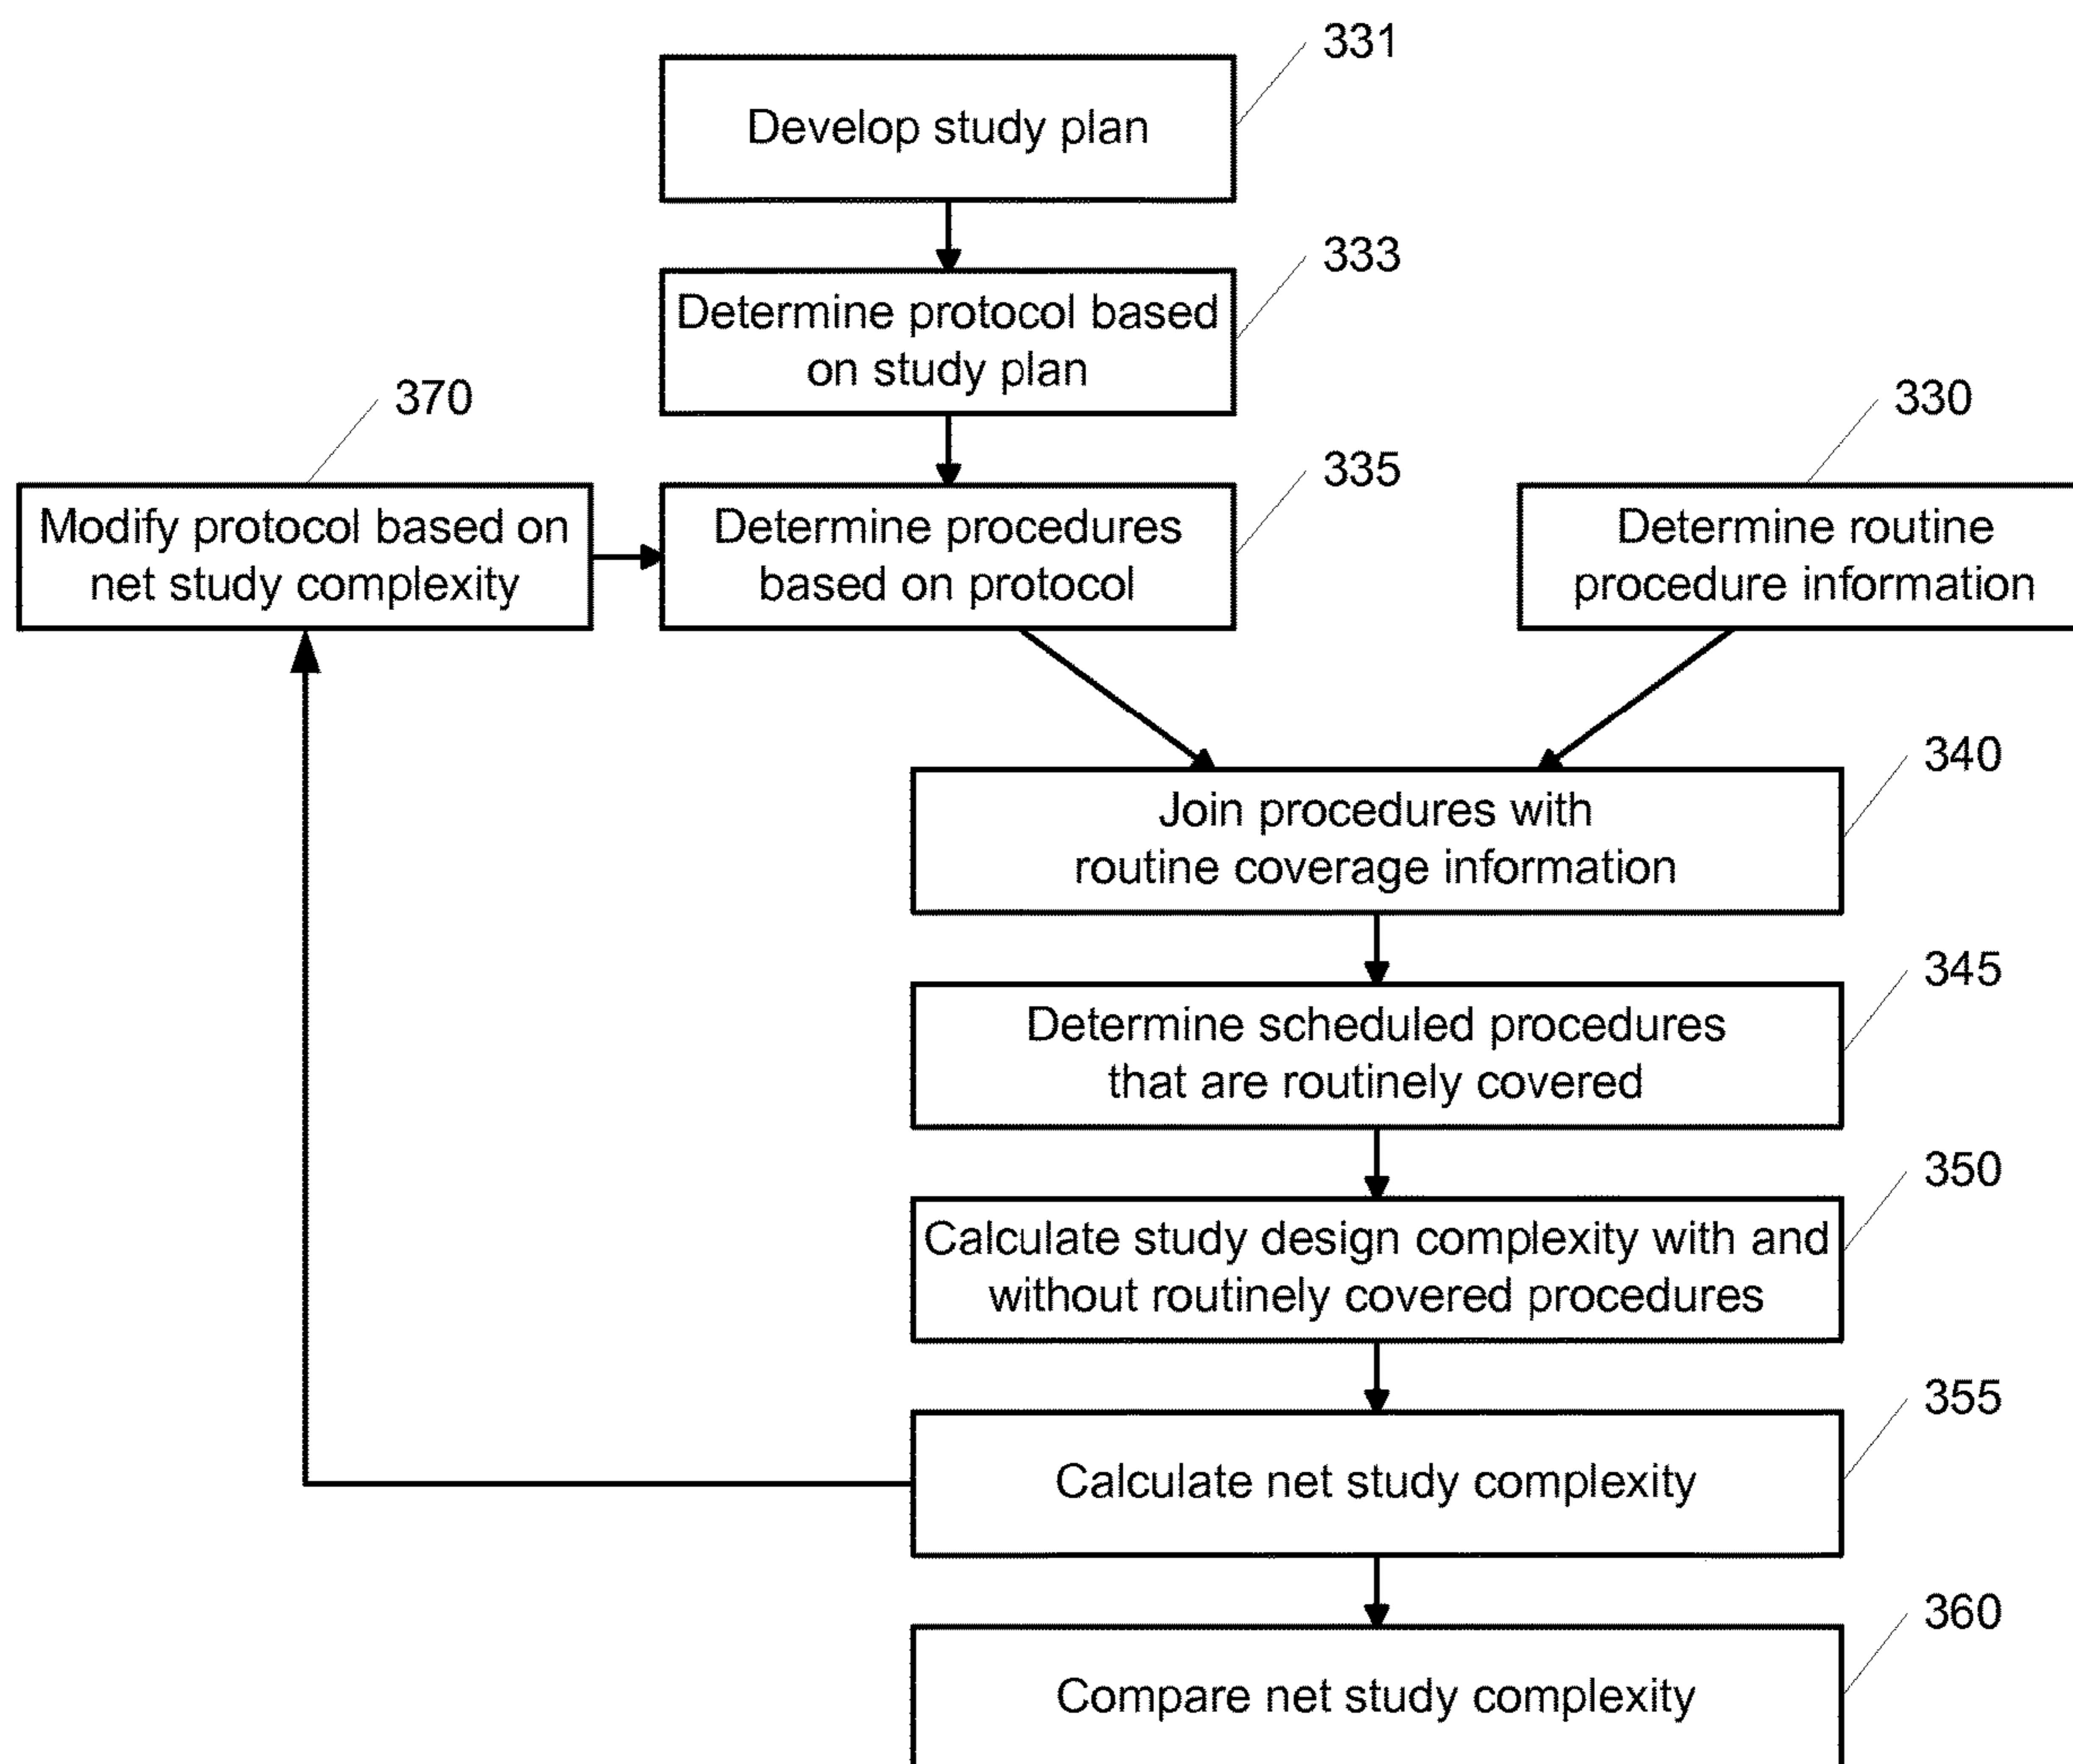 331
Develop study plan
333
Determine protocol based
on study plan
370
330
335
Modify protocol based on
net study complexity
Determine procedures
based on protocol
Determine routine
procedure information
340
Join procedures with
routine coverage information
345
Determine scheduled procedures
that are routinely covered
350
Calculate study design complexity with and
without routinely covered procedures
355
Calculate net study complexity
360
Compare net study complexity